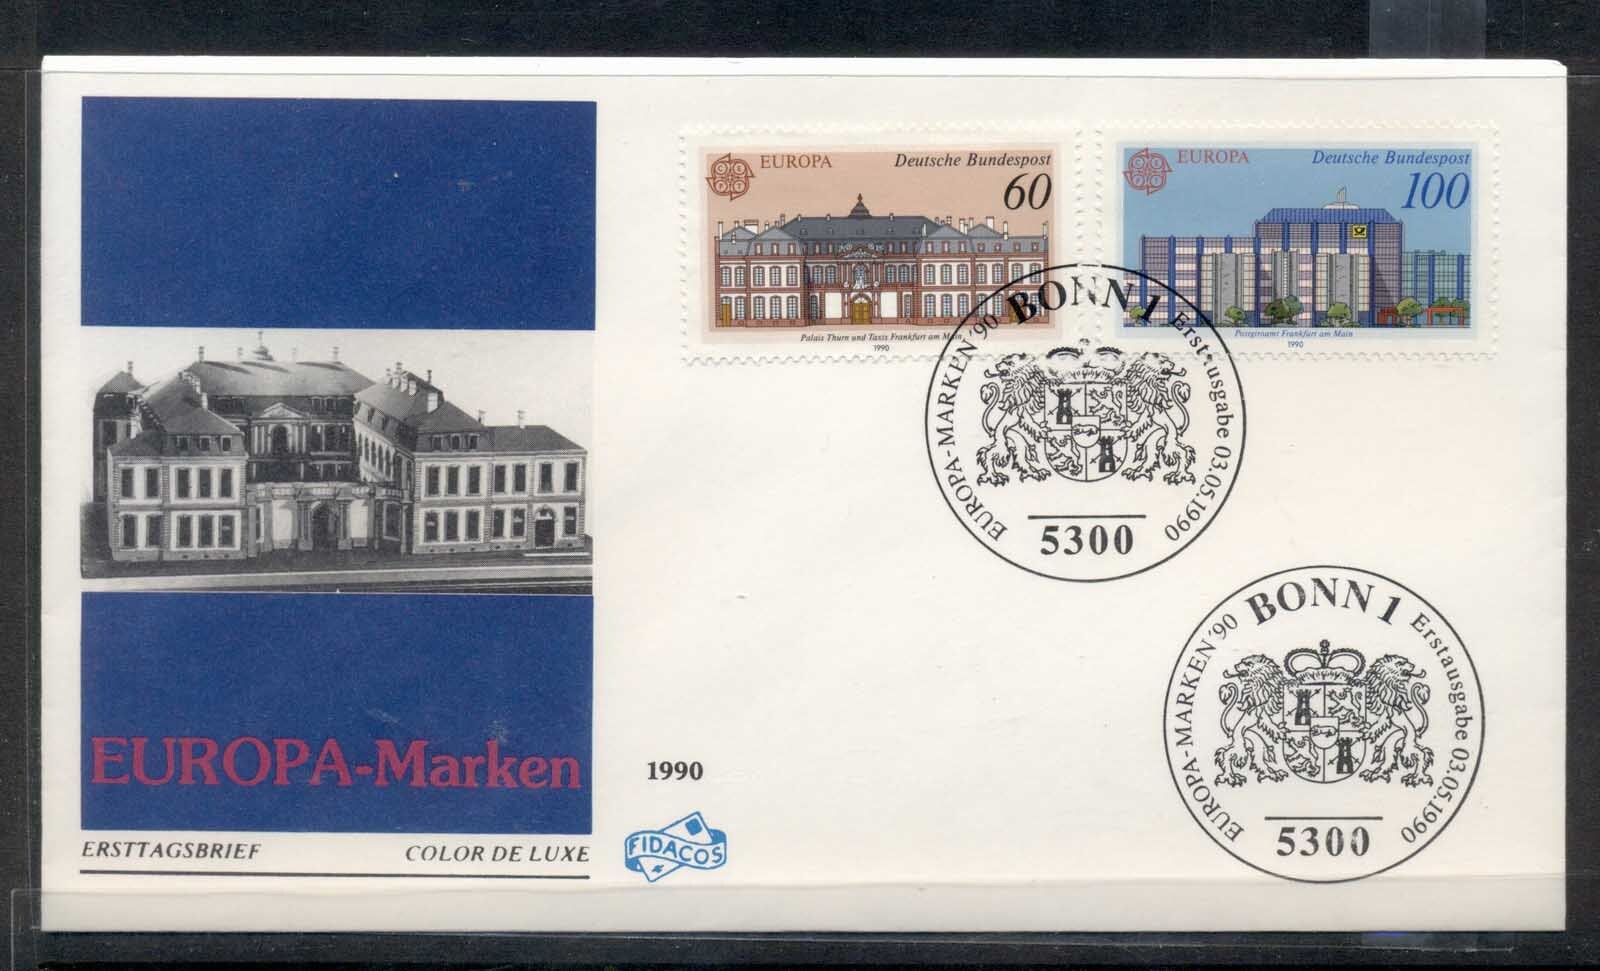 EUROPA
Deutsche Bundespost
60
CEPT
Palais Thurn und Taxis Frankfurt am Main
1990
EUROPA
Deutsche Bundespost
100
CEPT
Postgiroamt Frankfurt am Main
1990
EUROPA-MARKEN '90 BONN 1 Erstausgabe 03.05.1990
5300
EUROPA-MARKEN '90 BONN 1 Erstausgabe 03.05.1990
5300
EUROPA-Marken
1990
ERSTTAGSBRIEF COLOR DE LUXE
FIDACOS